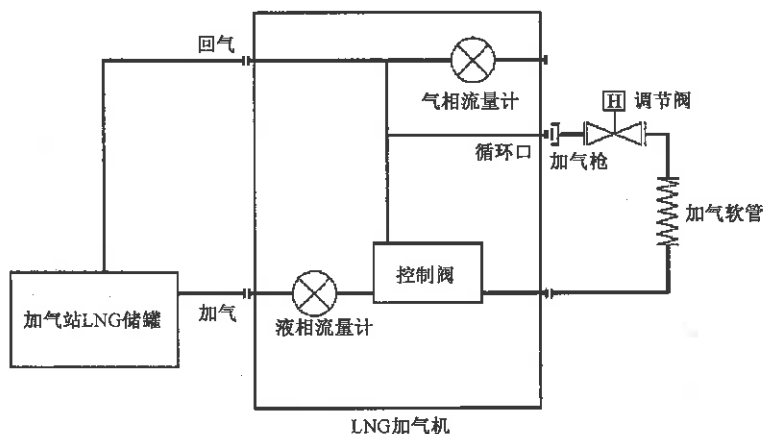 回气
气相流量计
H 调节阀
循环口
加气枪
加气软管
控制阀
加气站LNG储罐
加气
液相流量计
LNG加气机